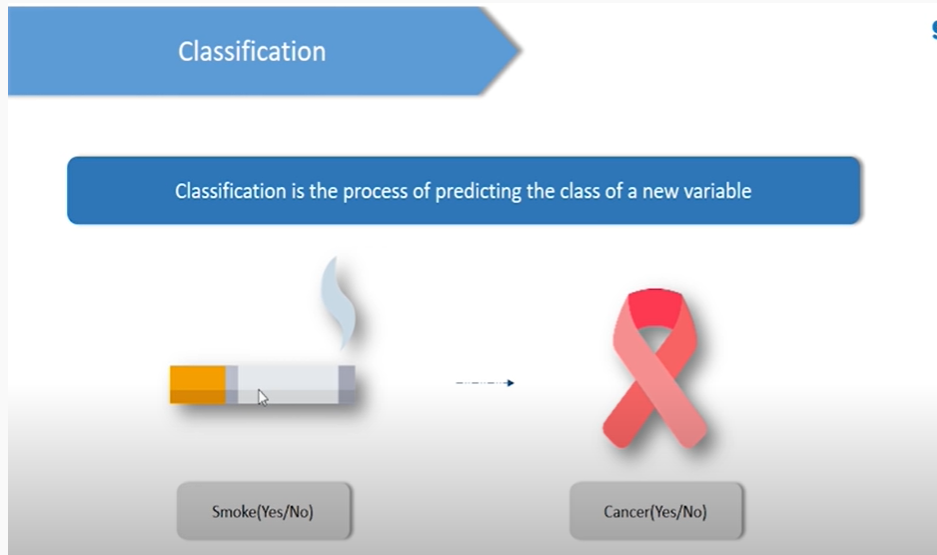 Classification
Classification is the process of predicting the class of a new variable
Smoke(Yes/No)
Cancer(Yes/No)